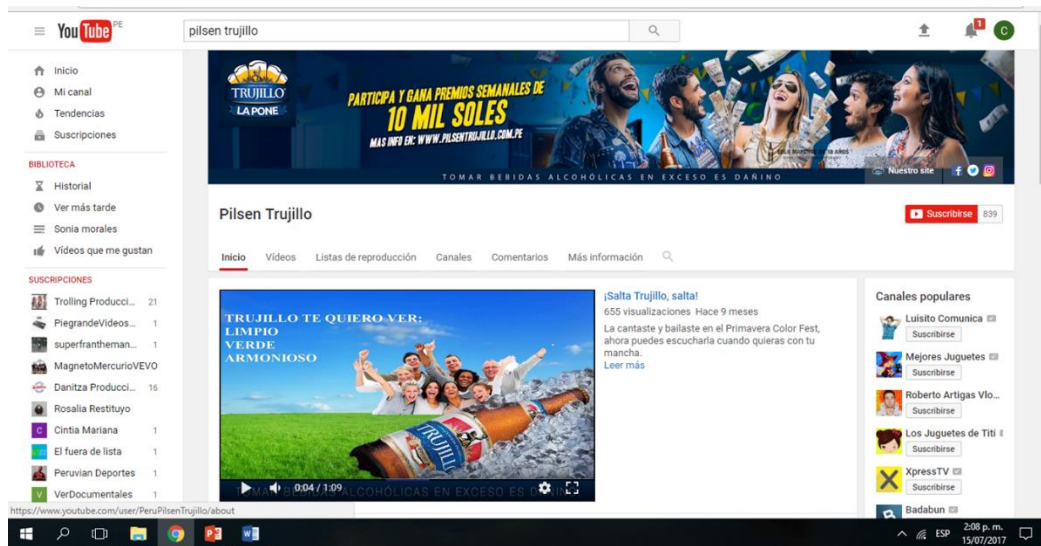 YouTube PE
pilsen trujillo
1
C
Inicio
Mi canal
Tendencias
Suscripciones
BIBLIOTECA
Historial
Ver más tarde
Sonia morales
Vídeos que me gustan
SUSCRIPCIONES
Trolling Producci... 21
PiegrandeVideos... 1
superfrantheman... 1
MagnetoMercurioVEVO
Danitza Producci... 16
Rosalia Restituyo
C Cintia Mariana 1
El fuera de lista 1
Peruvian Deportes 1
V VerDocumentales 1
TRUJILLO
LA PONE
PARTICIPA Y GANA PREMIOS SEMANALES DE
10 MIL SOLES
MAS INFO EN: WWW.PILSENTRUJILLO.COM.PE
TOMAR BEBIDAS ALCOHÓLICAS EN EXCESO ES DAÑINO
Nuestro site
Pilsen Trujillo
Suscribirse 839
Inicio Vídeos Listas de reproducción Canales Comentarios Más información
TRUJILLO TE QUIERO VER:
LIMPIO
VERDE
ARMONIOSO
TRUJILLO
TOMAR BEBIDAS ALCOHÓLICAS EN EXCESO ES
0:04 / 1:09
¡Salta Trujillo, salta!
655 visualizaciones Hace 9 meses
La cantaste y bailaste en el Primavera Color Fest,
ahora puedes escucharla cuando quieras con tu
mancha.
Leer más
Canales populares
Luisito Comunica
Suscribirse
Mejores Juguetes
Suscribirse
Roberto Artigas Vlo...
Suscribirse
Los Juguetes de Titi
Suscribirse
XpressTV
Suscribirse
Badabun
https://www.youtube.com/user/PeruPilsenTrujillo/about
ESP
2:08 p. m.
15/07/2017